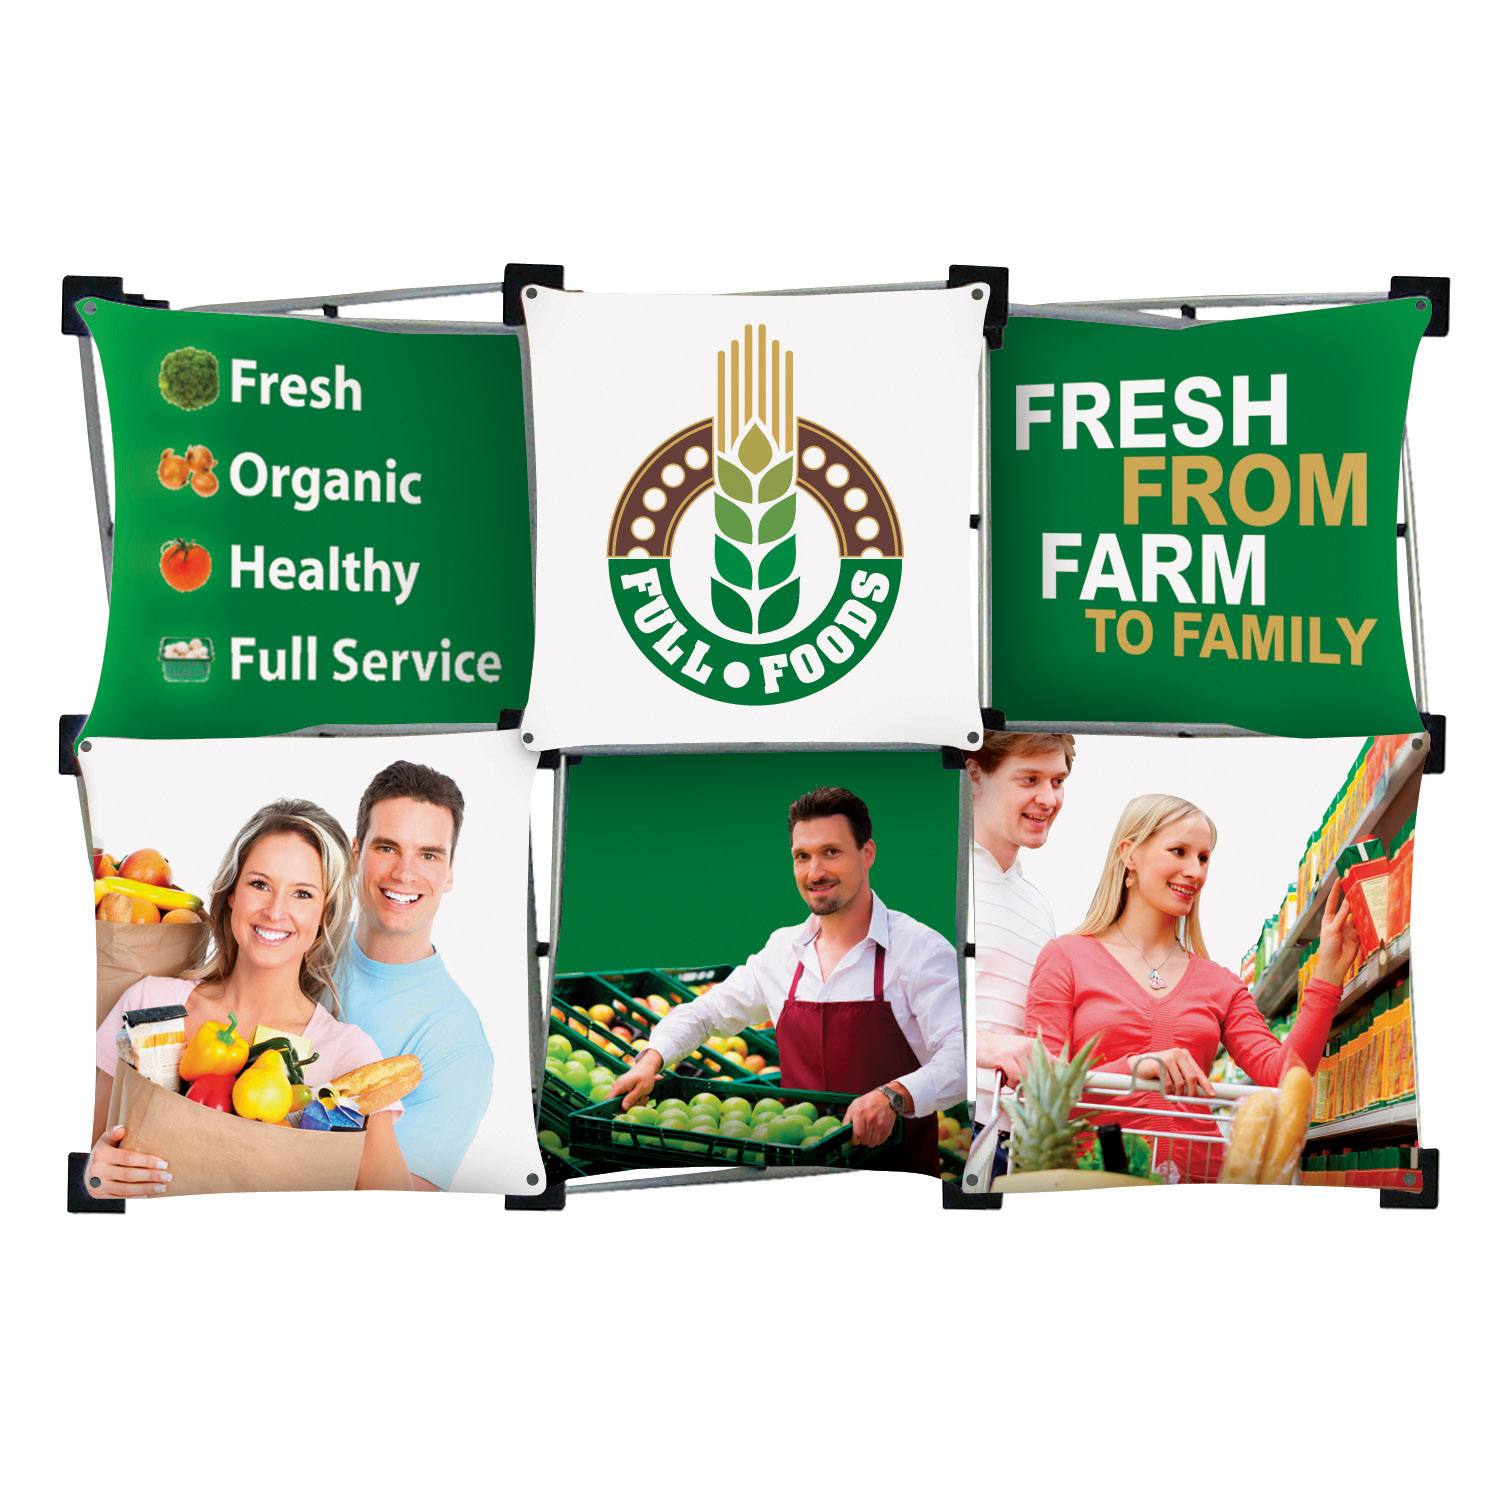 Fresh
Organic
Healthy
Full Service
FULL • FOODS
FRESH
FROM
FARM
TO FAMILY